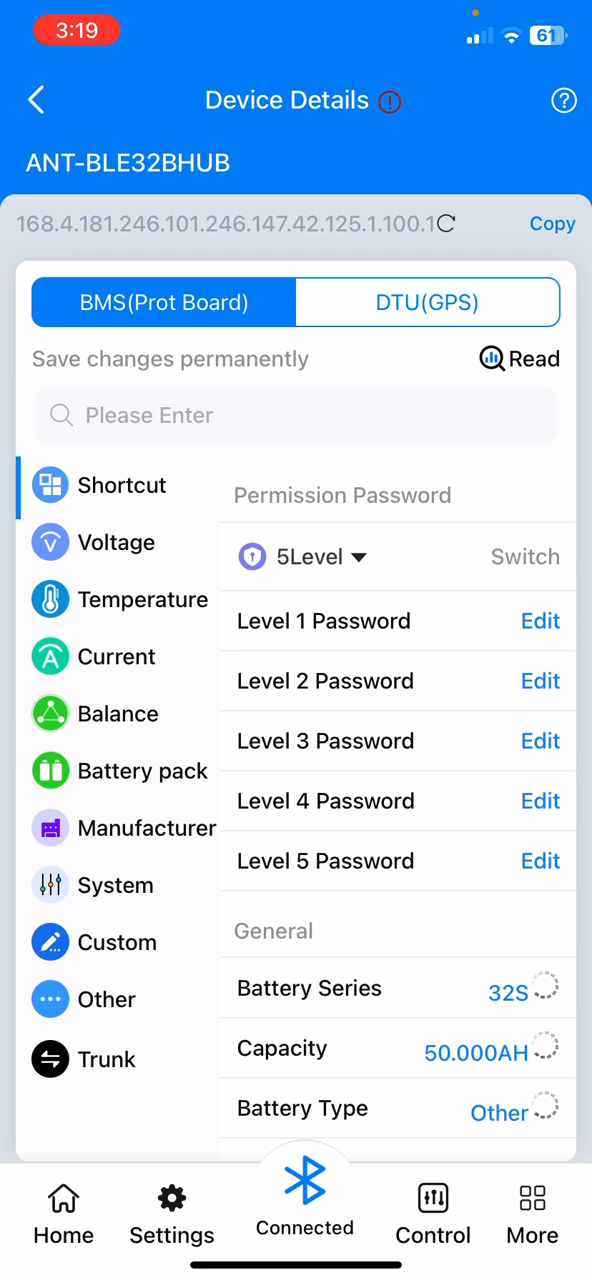 3:19
61
Device Details
ANT-BLE32BHUB
168.4.181.246.101.246.147.42.125.1.100.1
Copy
BMS(Prot Board)
DTU(GPS)
Save changes permanently
Read
Please Enter
Shortcut
Voltage
Temperature
Current
Balance
Battery pack
Manufacturer
System
Custom
Other
Trunk
Permission Password
5Level
Switch
Level 1 Password Edit
Level 2 Password Edit
Level 3 Password Edit
Level 4 Password Edit
Level 5 Password Edit
General
Battery Series 32S
Capacity 50.000AH
Battery Type Other
Home
Settings
Connected
Control
More